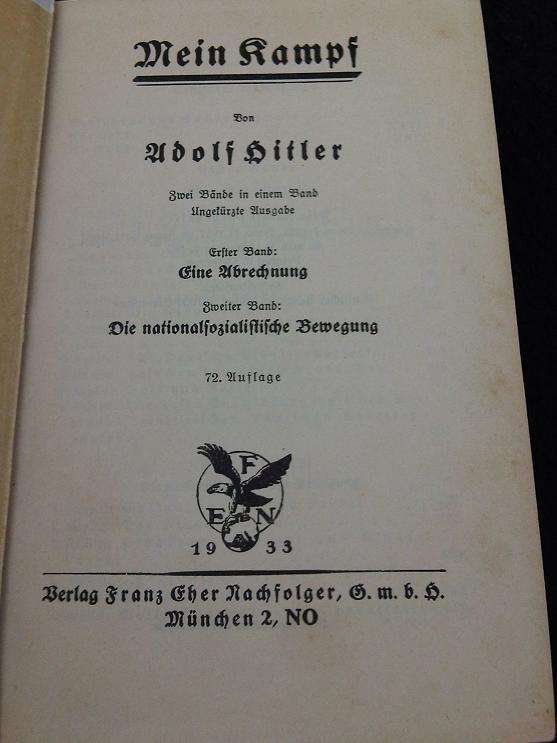 Mein Kampf
Von
Adolf Hitler
Zwei Bände in einem Band
Ungekürzte Ausgabe
Erster Band:
Eine Abrechnung
Zweiter Band:
Die nationalsozialistische Bewegung
72. Auflage
F
E N
19 33
Verlag Franz Eher Nachfolger, G. m. b. H.
München 2, NO